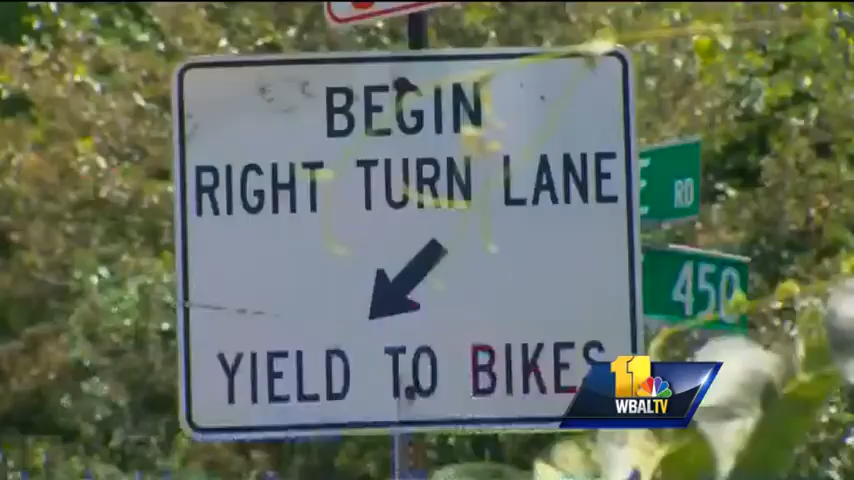 BEGIN
RIGHT TURN LANE
YIELD TO BIKES
E RD
450
11
WBALTV